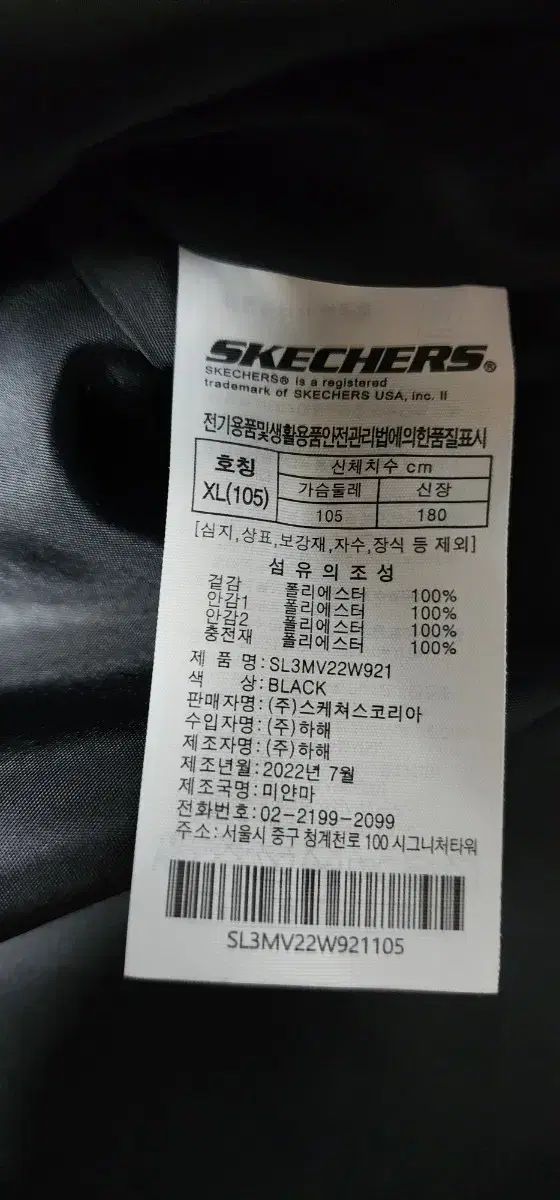 SKECHERS®
SKECHERS® is a registered
trademark of SKECHERS USA, inc. II
전기용품및생활용품안전관리법에의한품질표시
호칭 신체치수 cm
XL(105) 가슴둘레 신장
105 180
[심지,상표,보강재,자수,장식 등 제외]
섬유의조성
겉감 폴리에스터 100%
안감1 폴리에스터 100%
안감2 폴리에스터 100%
충전재 폴리에스터 100%
제 품 명:SL3MV22W921
색 상:BLACK
판매자명:(주)스케쳐스코리아
수입자명:(주)하해
제조자명:(주)하해
제조년월:2022년 7월
제조국명:미얀마
전화번호:02-2199-2099
주소:서울시 중구 청계천로 100 시그니처타워
SL3MV22W921105